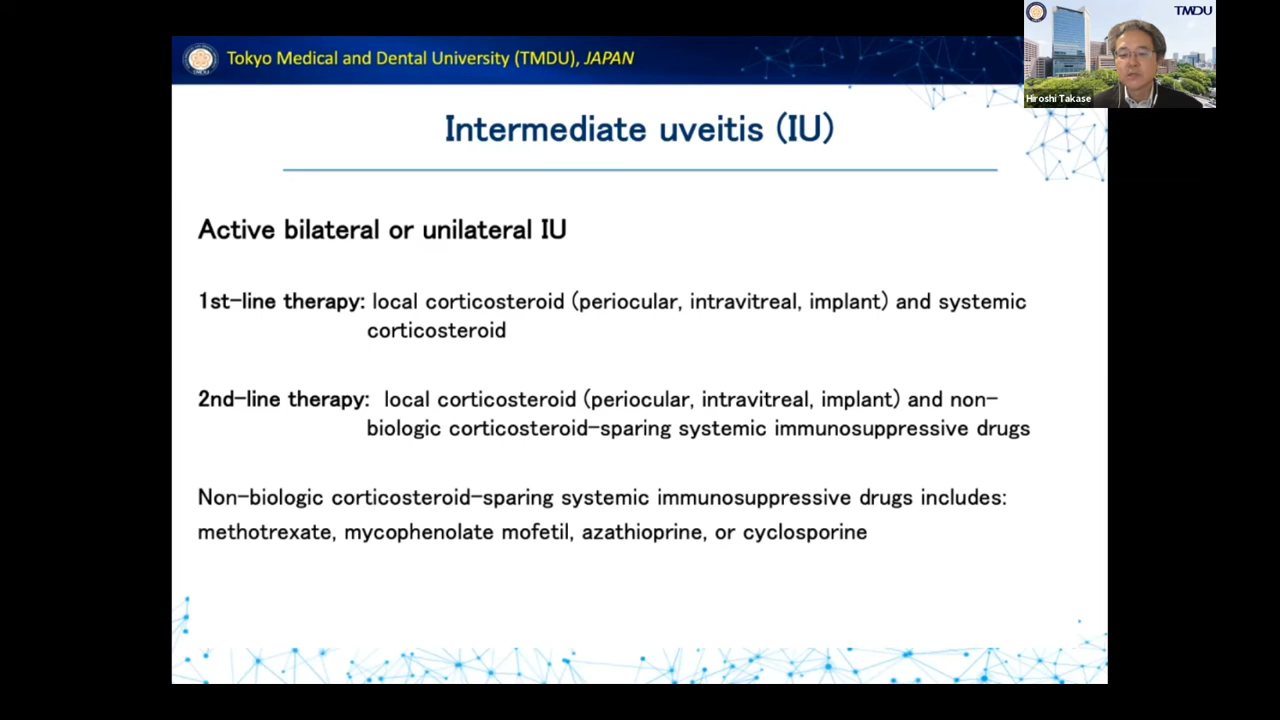 Tokyo Medical and Dental University (TMDU), JAPAN
TMDU
Hiroshi Takase
Intermediate uveitis (IU)
Active bilateral or unilateral IU
1st-line therapy: local corticosteroid (periocular, intravitreal, implant) and systemic
corticosteroid
2nd-line therapy: local corticosteroid (periocular, intravitreal, implant) and non-
biologic corticosteroid-sparing systemic immunosuppressive drugs
Non-biologic corticosteroid-sparing systemic immunosuppressive drugs includes:
methotrexate, mycophenolate mofetil, azathioprine, or cyclosporine